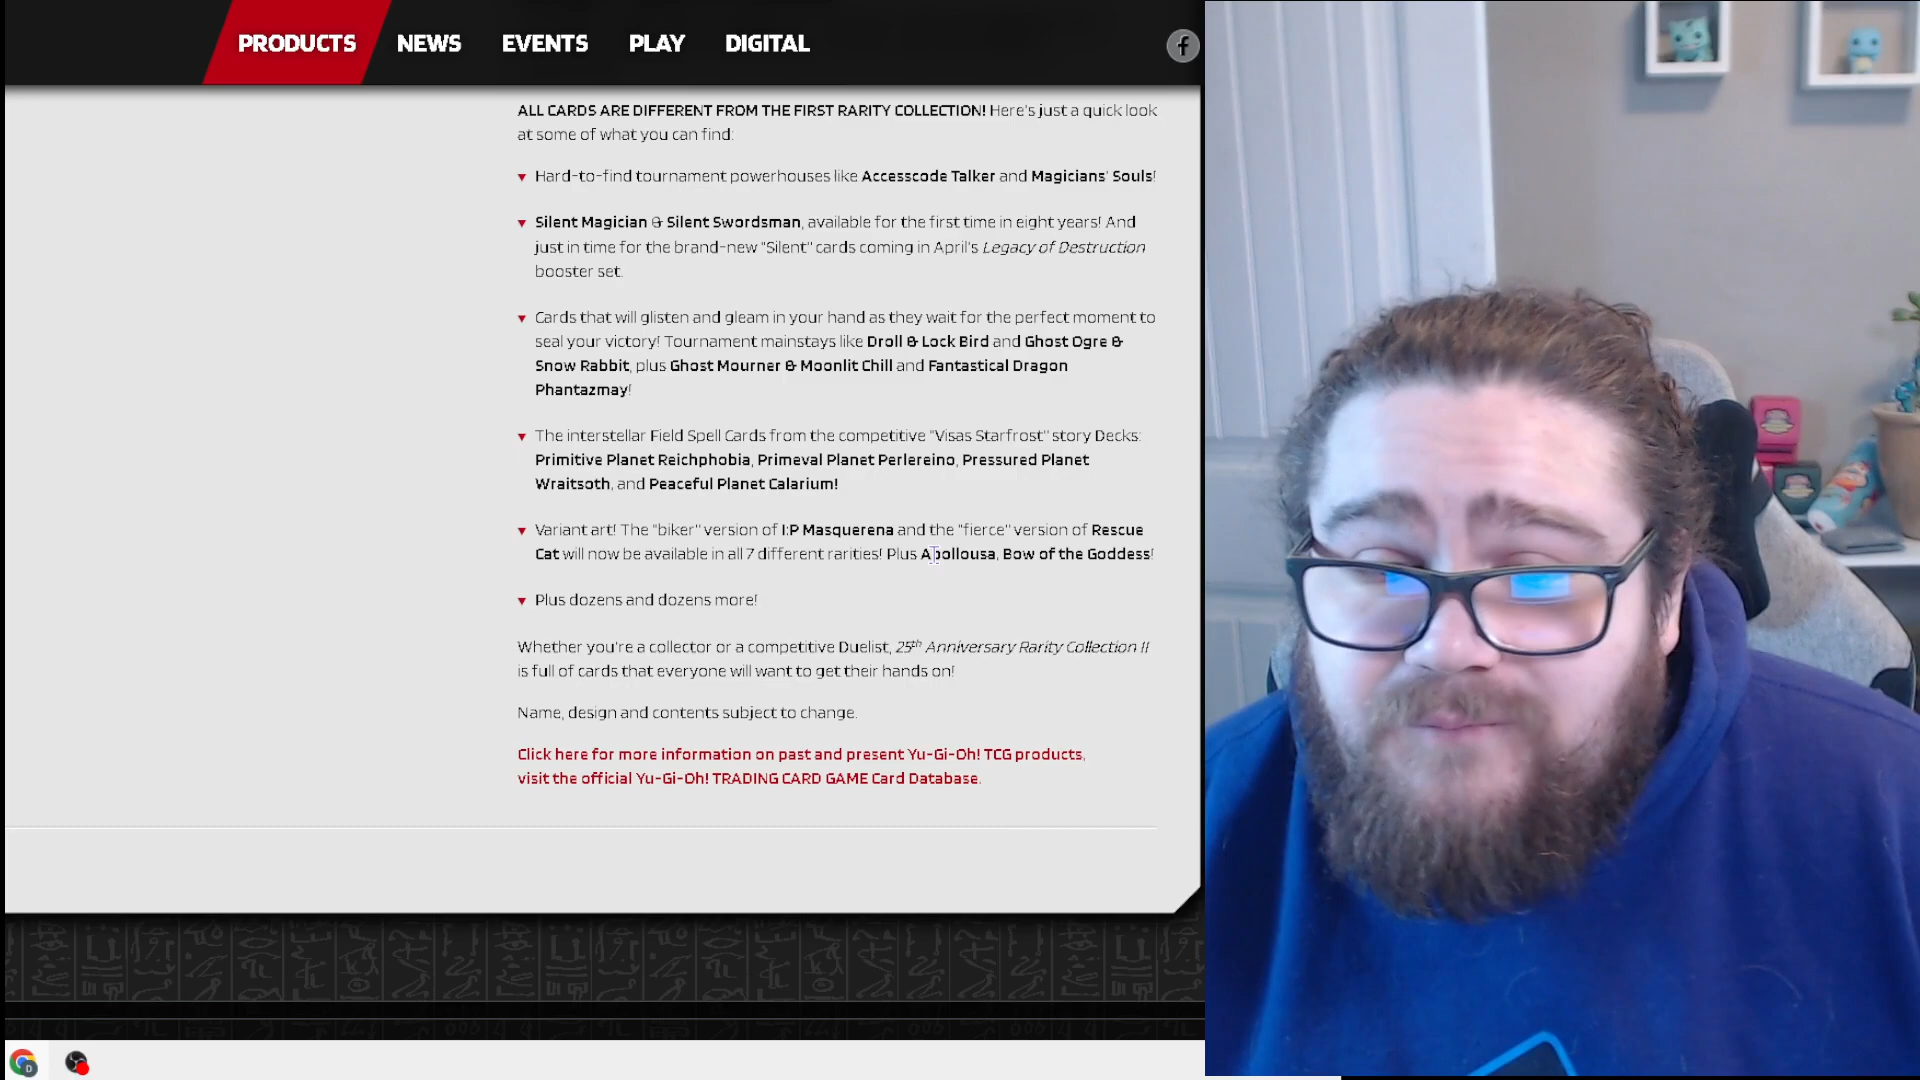 PRODUCTS NEWS EVENTS PLAY DIGITAL
ALL CARDS ARE DIFFERENT FROM THE FIRST RARITY COLLECTION! Here's just a quick look
at some of what you can find:
Hard-to-find tournament powerhouses like Accesscode Talker and Magicians' Souls!
Silent Magician & Silent Swordsman, available for the first time in eight years! And
just in time for the brand-new "Silent" cards coming in April's Legacy of Destruction
booster set.
Cards that will glisten and gleam in your hand as they wait for the perfect moment to
seal your victory! Tournament mainstays like Droll & Lock Bird and Ghost Ogre &
Snow Rabbit, plus Ghost Mourner & Moonlit Chill and Fantastical Dragon
Phantazmay!
The interstellar Field Spell Cards from the competitive "Visas Starfrost" story Decks:
Primitive Planet Reichphobia, Primeval Planet Perlereino, Pressured Planet
Wraitsoth, and Peaceful Planet Calarium!
Variant art! The "biker" version of I:P Masquerena and the "fierce" version of Rescue
Cat will now be available in all 7 different rarities! Plus Apollousa, Bow of the Goddess!
Plus dozens and dozens more!
Whether you're a collector or a competitive Duelist, 25th Anniversary Rarity Collection II
is full of cards that everyone will want to get their hands on!
Name, design and contents subject to change.
Click here for more information on past and present Yu-Gi-Oh! TCG products,
visit the official Yu-Gi-Oh! TRADING CARD GAME Card Database.